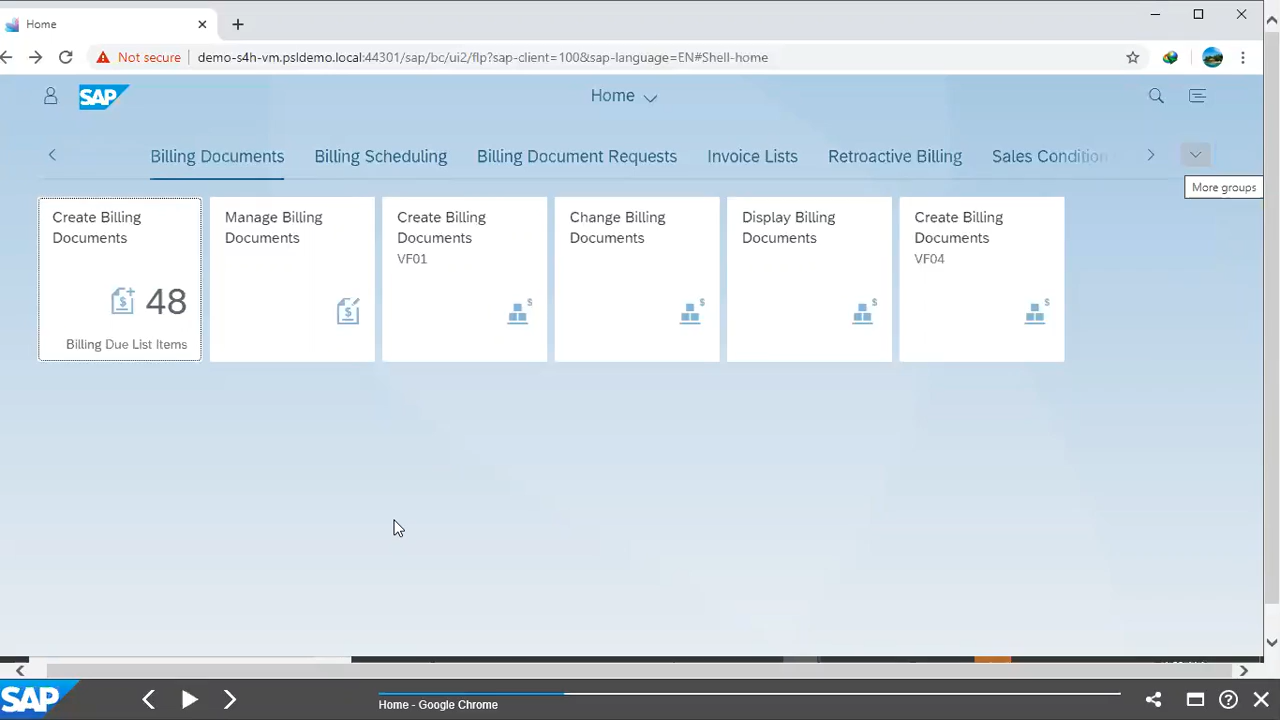 Home
Not secure
demo-s4h-vm.psldemo.local:44301/sap/bc/ui2/flp?sap-client=100&sap-language=EN#Shell-home
SAP
Home
Billing Documents
Billing Scheduling
Billing Document Requests
Invoice Lists
Retroactive Billing
Sales Condition
More groups
Create Billing
Documents
48
Billing Due List Items
Manage Billing
Documents
Create Billing
Documents
VF01
Change Billing
Documents
Display Billing
Documents
Create Billing
Documents
VF04
SAP
Home - Google Chrome